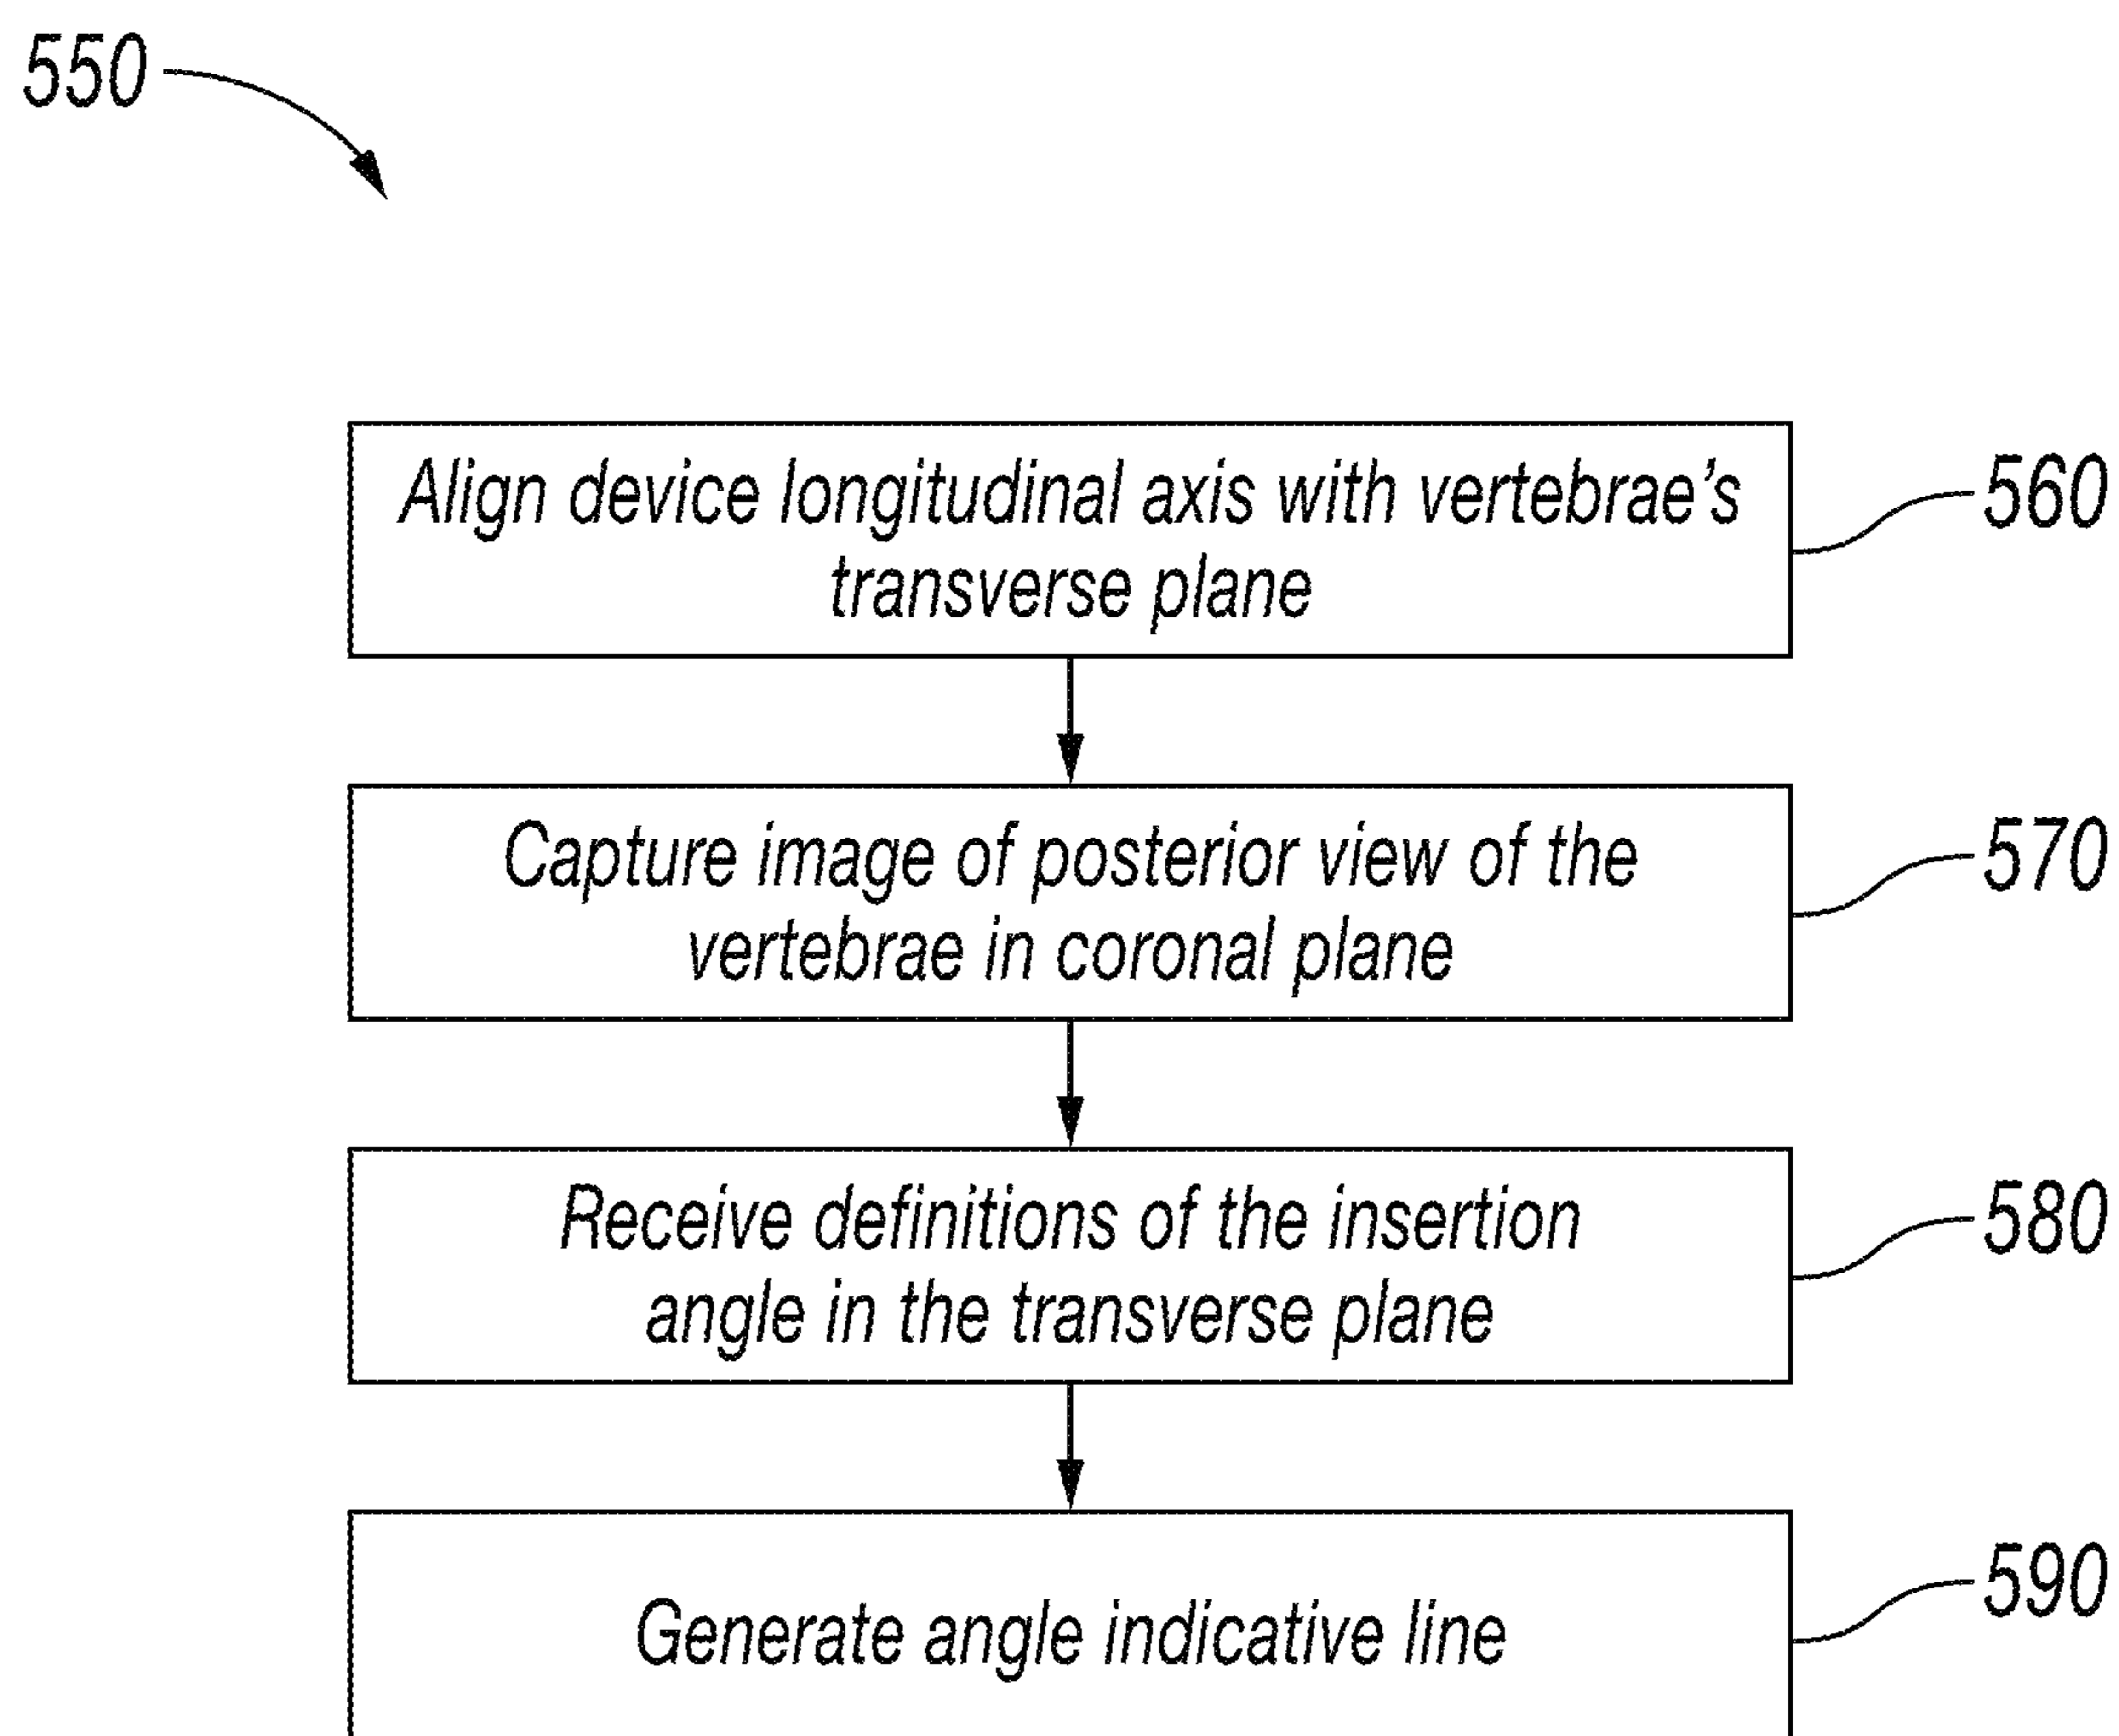 550
Align device longitudinal axis with vertebrae's
transverse plane
560
Capture image of posterior view of the
vertebrae in coronal plane
570
Receive definitions of the insertion
angle in the transverse plane
580
Generate angle indicative line
590